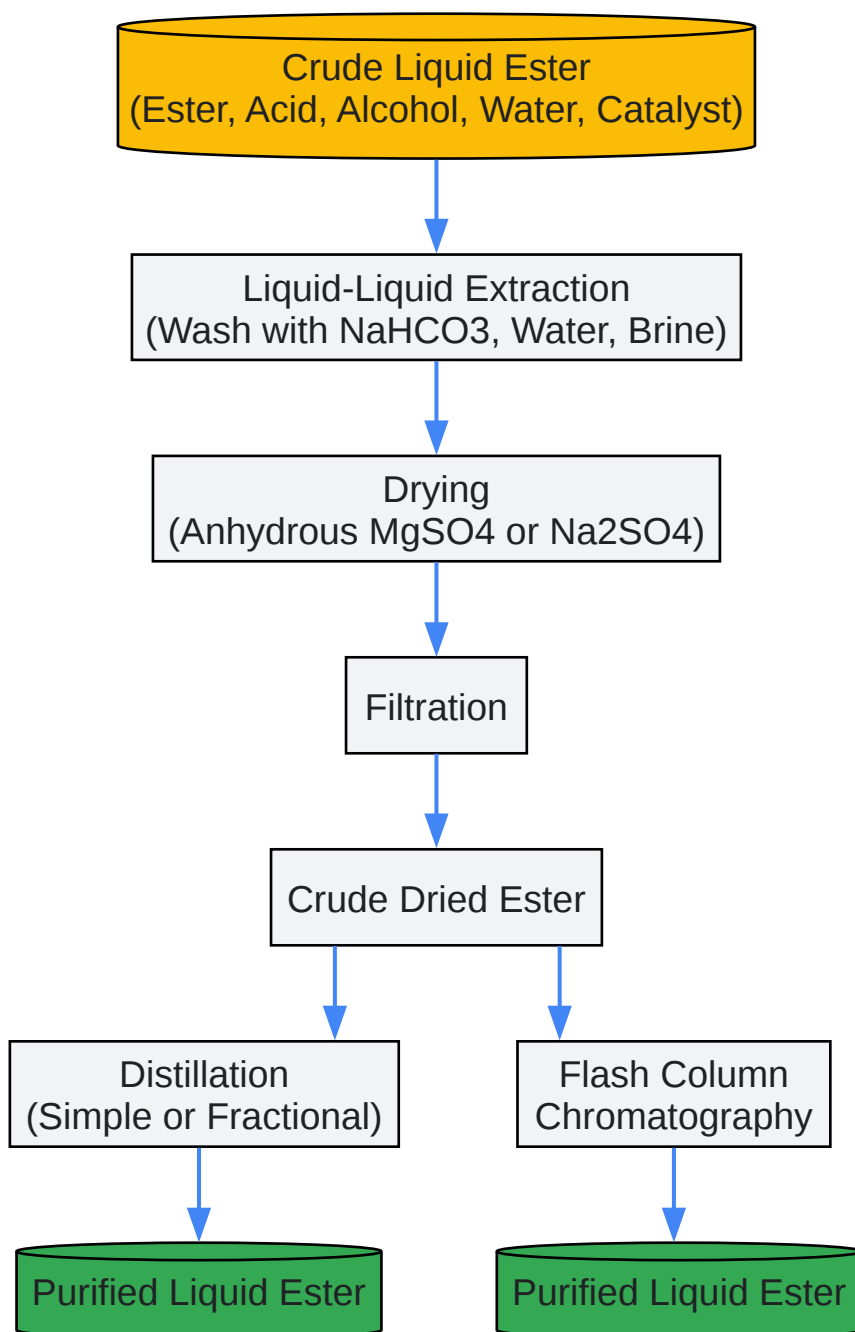 Crude Liquid Ester
(Ester, Acid, Alcohol, Water, Catalyst)
Liquid-Liquid Extraction
(Wash with NaHCO3, Water, Brine)
Drying
(Anhydrous MgSO4 or Na2SO4)
Filtration
Crude Dried Ester
Distillation
(Simple or Fractional)
Flash Column
Chromatography
Purified Liquid Ester
Purified Liquid Ester